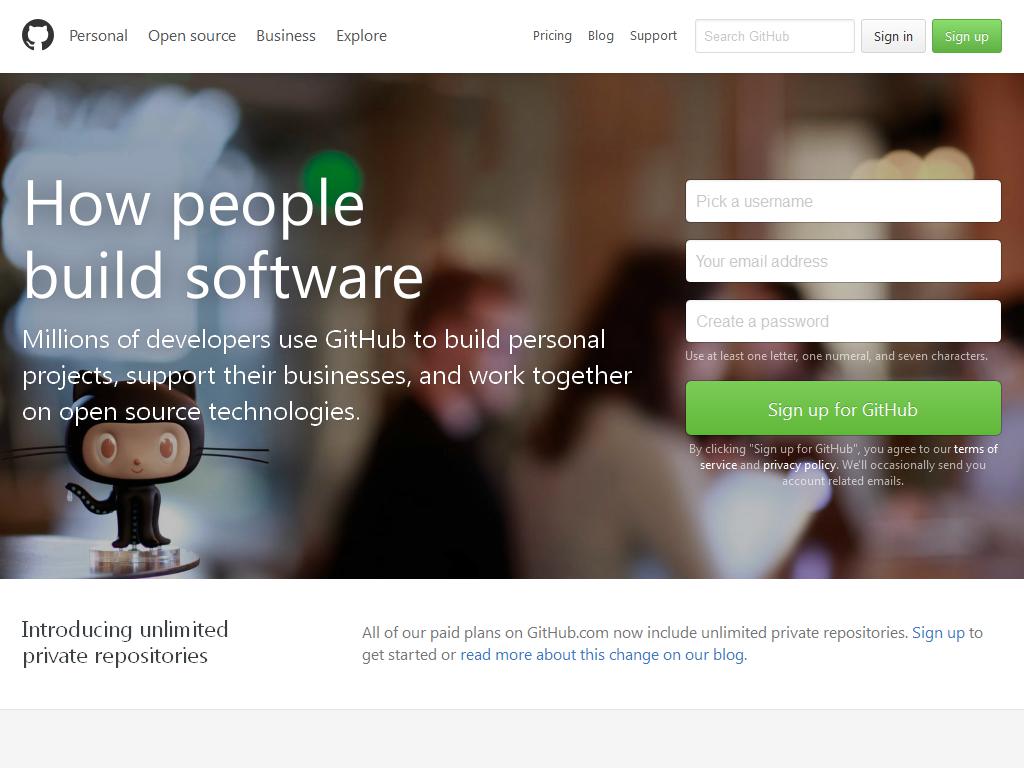 Personal Open source Business Explore Pricing Blog Support Search GitHub Sign in Sign up
How people
build software
Millions of developers use GitHub to build personal
projects, support their businesses, and work together
on open source technologies.
Pick a username
Your email address
Create a password
Use at least one letter, one numeral, and seven characters.
Sign up for GitHub
By clicking "Sign up for GitHub", you agree to our terms of
service and privacy policy. We'll occasionally send you
account related emails.
Introducing unlimited
private repositories
All of our paid plans on GitHub.com now include unlimited private repositories. Sign up to
get started or read more about this change on our blog.